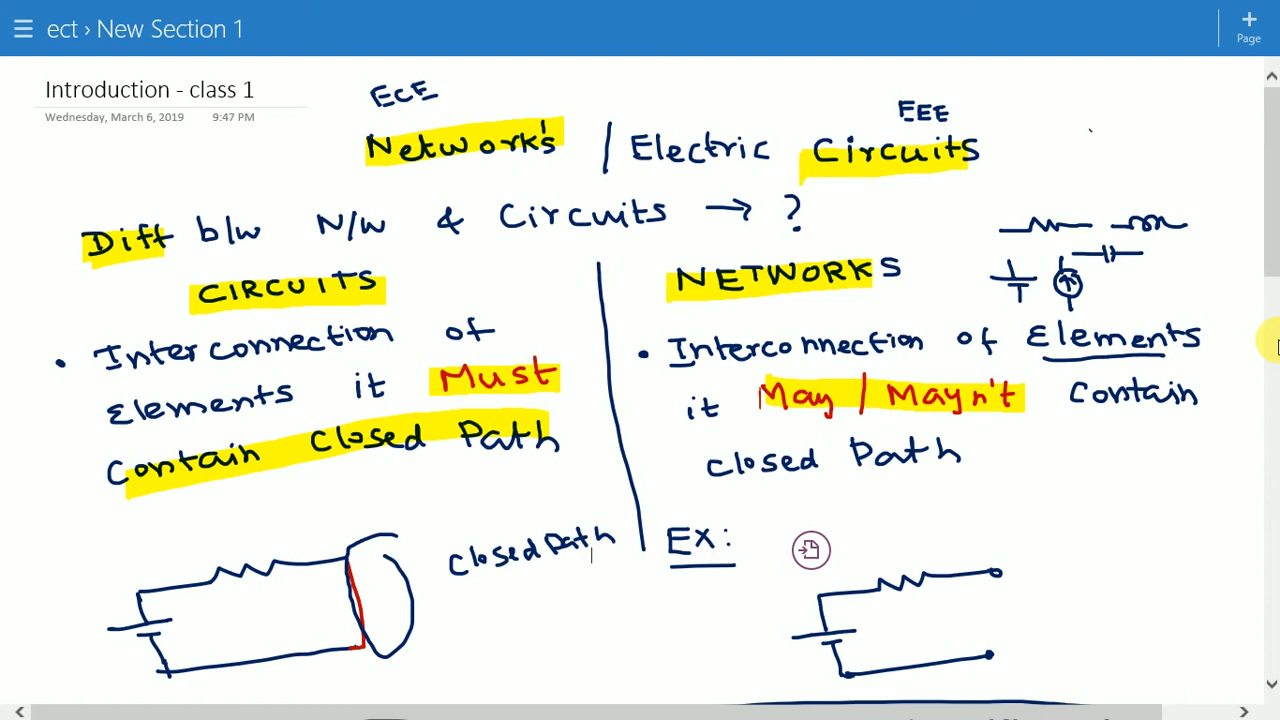 ect › New Section 1
Page
Introduction - class 1
Wednesday, March 6, 2019 9:47 PM
ECE
EEE
Network's / Electric Circuits
Diff b/w N/W & Circuits → ?
CIRCUITS
• Interconnection of
Elements it Must
Contain Closed Path
Closed Path
NETWORKS
• Interconnection of Elements
it May / Mayn't Contain
Closed Path
EX: